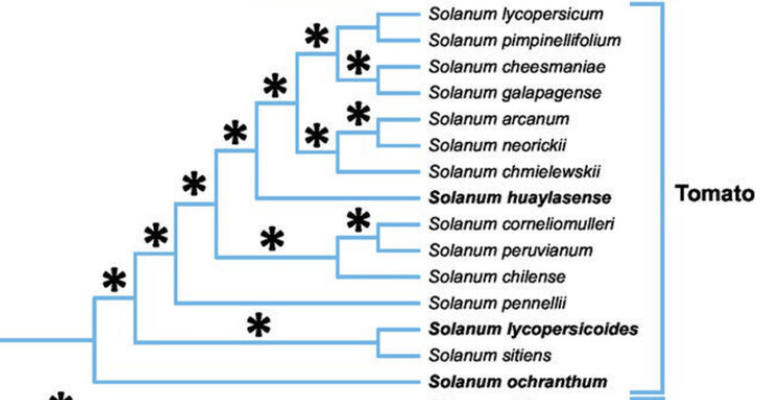 Solanum lycopersicum
Solanum pimpinellifolium
Solanum cheesmaniae
Solanum galapagense
Solanum arcanum
Solanum neorickii
Solanum chmielewskii
Solanum huaylasense
Tomato
Solanum corneliomulleri
Solanum peruvianum
Solanum chilense
Solanum pennellii
Solanum lycopersicoides
Solanum sitiens
Solanum ochranthum